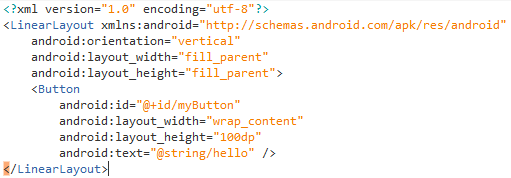 <?xml version="1.0" encoding="utf-8"?>
<LinearLayout xmlns:android="http://schemas.android.com/apk/res/android"
    android:orientation="vertical"
    android:layout_width="fill_parent"
    android:layout_height="fill_parent">
    <Button
        android:id="@+id/myButton"
        android:layout_width="wrap_content"
        android:layout_height="100dp"
        android:text="@string/hello" />
</LinearLayout>